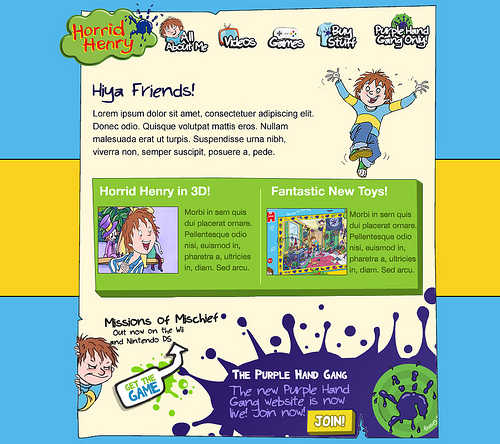 Horrid
Henry
All
About Me
Videos
Games
Buy
Stuff
Purple Hand
Gang Only!
Hiya Friends!
Lorem ipsum dolor sit amet, consectetuer adipiscing elit.
Donec odio. Quisque volutpat mattis eros. Nullam
malesuada erat ut turpis. Suspendisse urna nibh,
viverra non, semper suscipit, posuere a, pede.
Horrid Henry in 3D!
Morbi in sem quis
dui placerat ornare.
Pellentesque odio
nisi, euismod in,
pharetra a, ultricies
in, diam. Sed arcu.
Fantastic New Toys!
Morbi in sem quis
dui placerat ornare.
Pellentesque odio
nisi, euismod in,
pharetra a, ultricies
in, diam. Sed arcu.
Missions of Mischief
Out now on the Wii
and Nintendo DS
GET THE
GAME
The Purple Hand Gang
The new Purple Hand
Gang website is now
live! Join now!
JOIN!